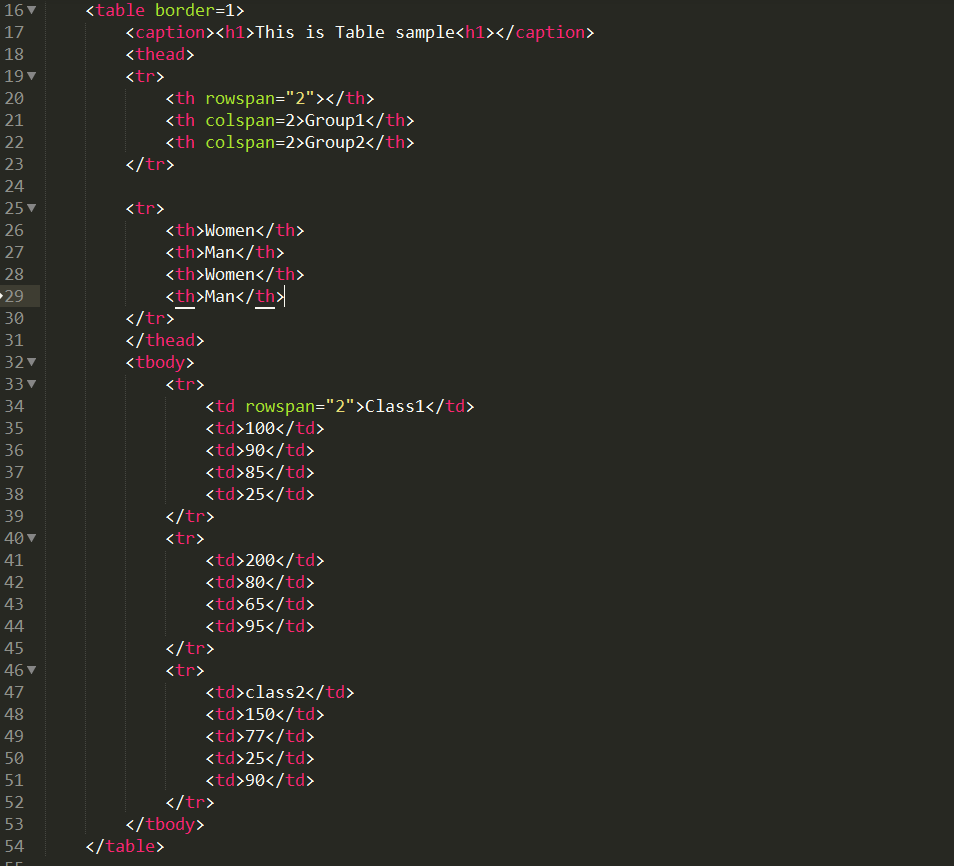 16 <table border=1>
17 <caption><h1>This is Table sample<h1></caption>
18 <thead>
19 <tr>
20 <th rowspan="2"></th>
21 <th colspan=2>Group1</th>
22 <th colspan=2>Group2</th>
23 </tr>
24
25 <tr>
26 <th>Women</th>
27 <th>Man</th>
28 <th>Women</th>
29 <th>Man</th>
30 </tr>
31 </thead>
32 <tbody>
33 <tr>
34 <td rowspan="2">Class1</td>
35 <td>100</td>
36 <td>90</td>
37 <td>85</td>
38 <td>25</td>
39 </tr>
40 <tr>
41 <td>200</td>
42 <td>80</td>
43 <td>65</td>
44 <td>95</td>
45 </tr>
46 <tr>
47 <td>class2</td>
48 <td>150</td>
49 <td>77</td>
50 <td>25</td>
51 <td>90</td>
52 </tr>
53 </tbody>
54 </table>